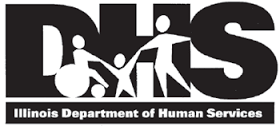 DHS
Illinois Department of Human Services